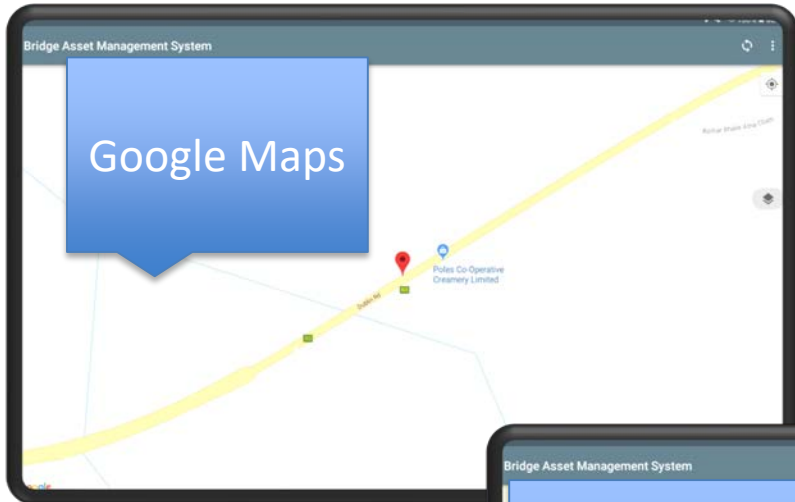 Bridge Asset Management System
Google Maps
Poles Co-Operative
Creamery Limited
Dublin Rd
Bridge Asset Management System